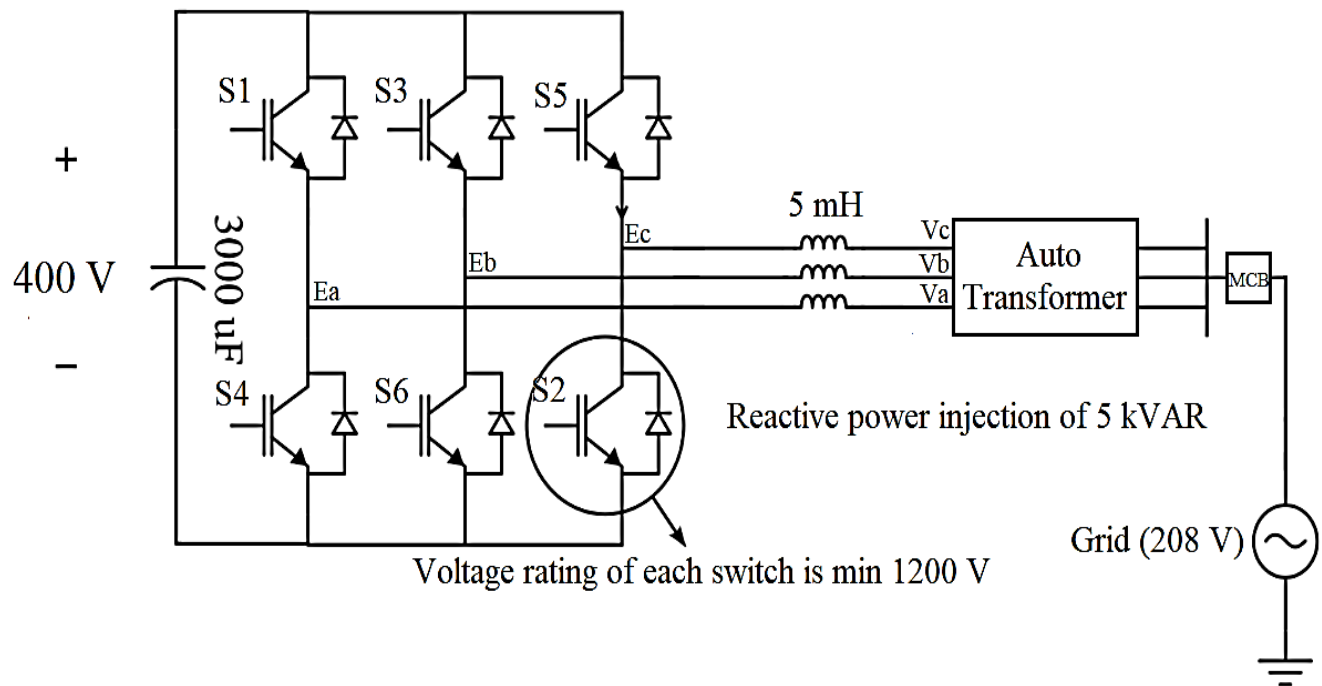 S1
S3
S5
+
400 V
−
3000 uF
5 mH
Ec
Eb
Ea
Vc
Vb
Va
Auto
Transformer
MCB
S4
S6
S2
Reactive power injection of 5 kVAR
Grid (208 V)
Voltage rating of each switch is min 1200 V